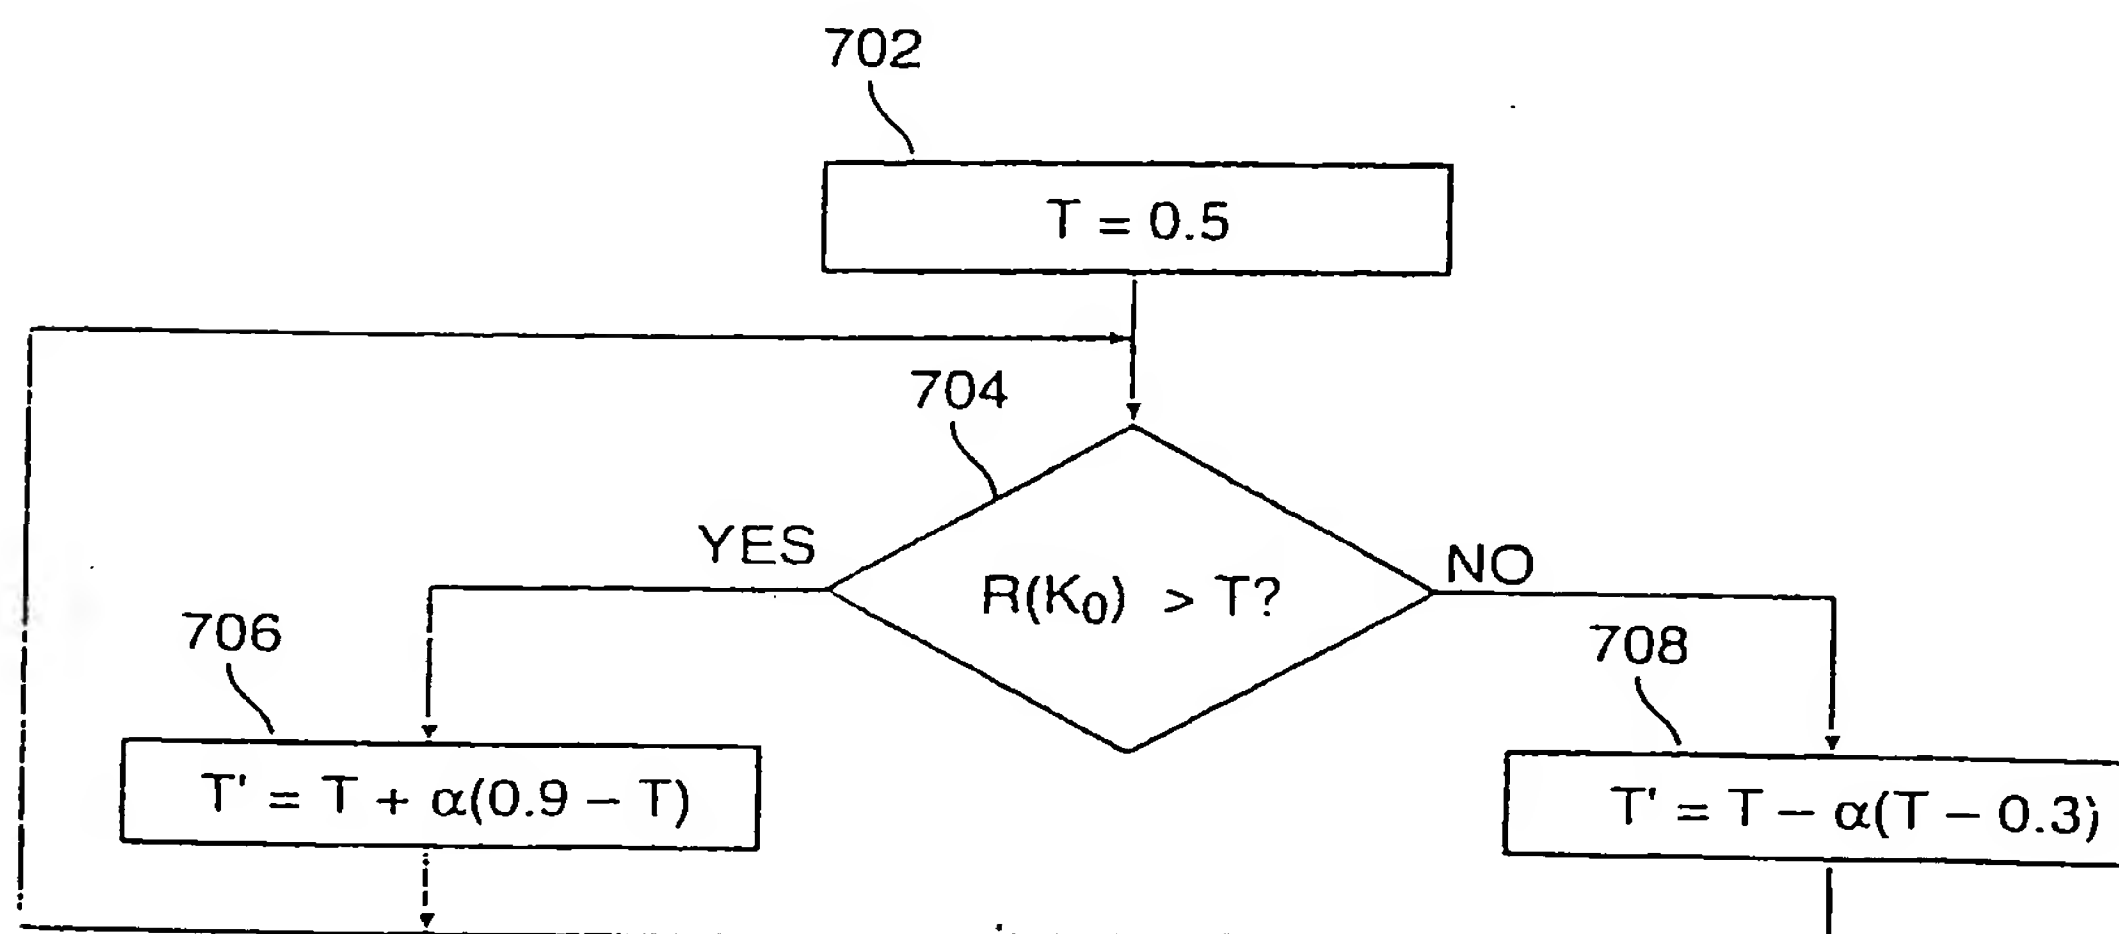 702
T = 0.5
704
YES
R(K₀) > T?
NO
706
708
T' = T + α(0.9 – T)
T' = T – α(T – 0.3)